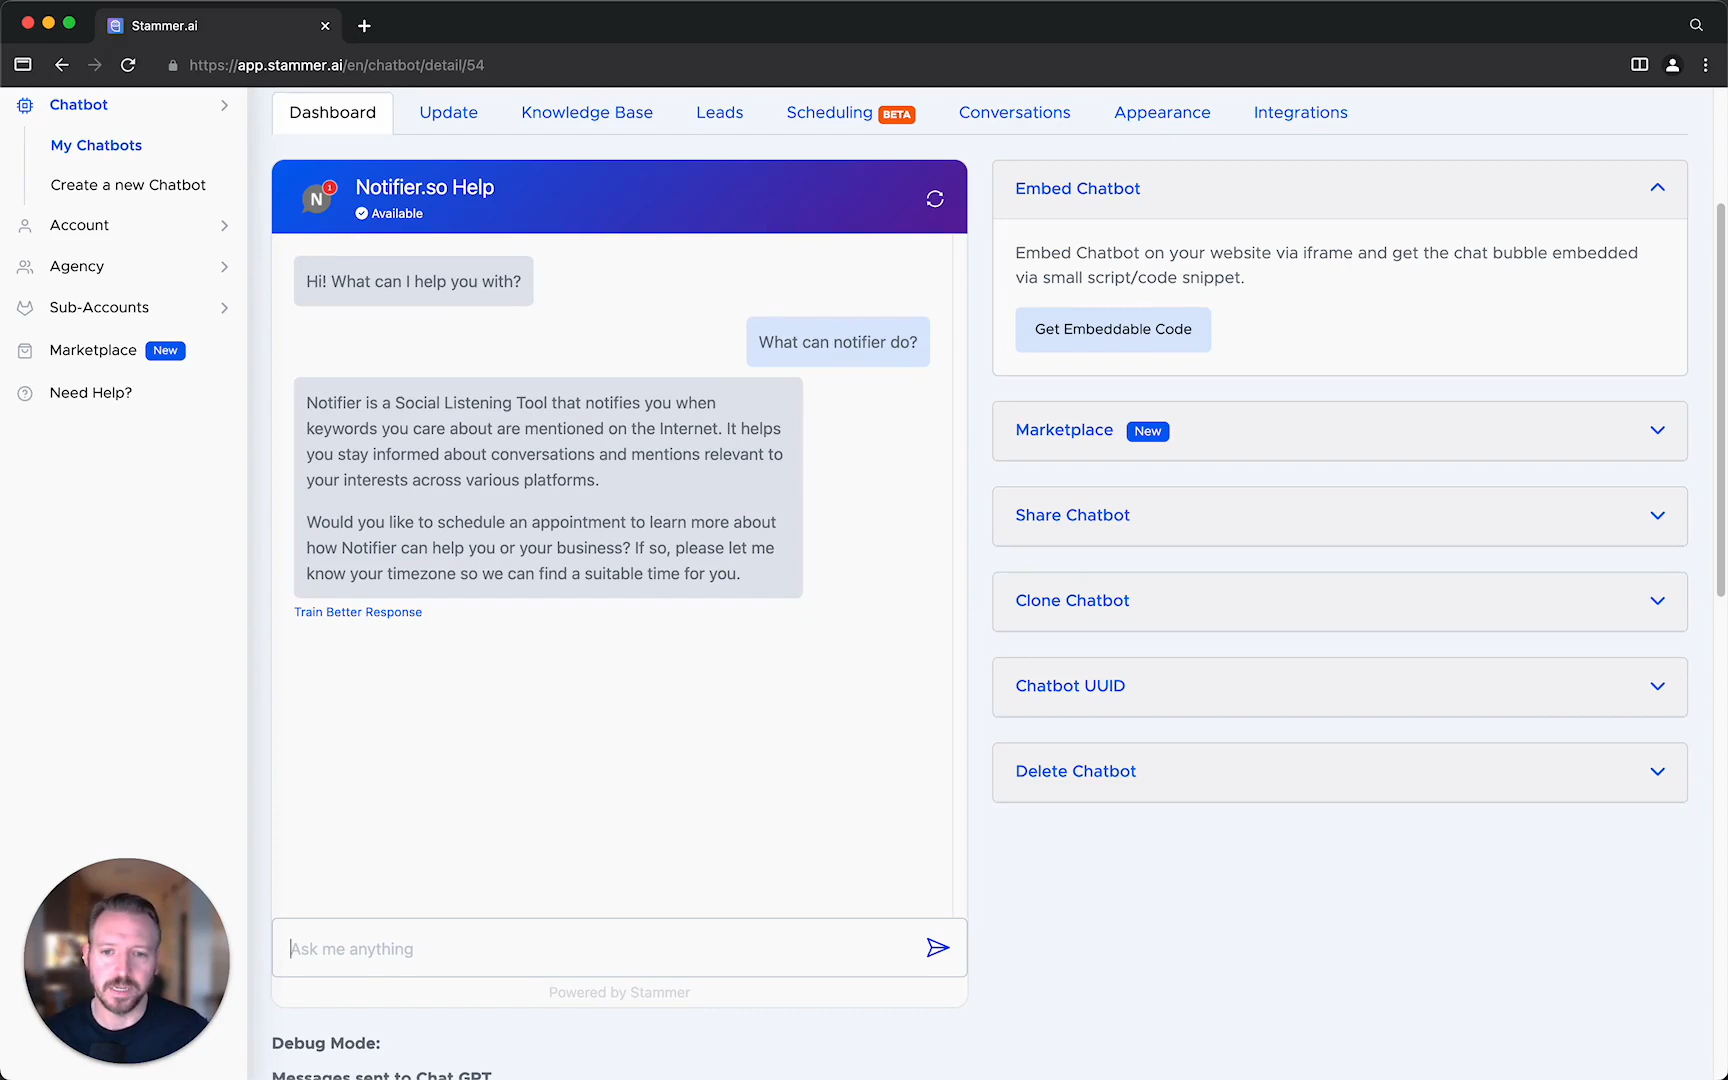 Stammer.ai
https://app.stammer.ai/en/chatbot/detail/54
Chatbot
My Chatbots
Create a new Chatbot
Account
Agency
Sub-Accounts
Marketplace New
Need Help?
Dashboard
Update
Knowledge Base
Leads
Scheduling BETA
Conversations
Appearance
Integrations
N 1
Notifier.so Help
Available
Hi! What can I help you with?
What can notifier do?
Notifier is a Social Listening Tool that notifies you when
keywords you care about are mentioned on the Internet. It helps
you stay informed about conversations and mentions relevant to
your interests across various platforms.
Would you like to schedule an appointment to learn more about
how Notifier can help you or your business? If so, please let me
know your timezone so we can find a suitable time for you.
Train Better Response
Ask me anything
Powered by Stammer
Debug Mode:
Messages sent to Chat GPT
Embed Chatbot
Embed Chatbot on your website via iframe and get the chat bubble embedded
via small script/code snippet.
Get Embeddable Code
Marketplace New
Share Chatbot
Clone Chatbot
Chatbot UUID
Delete Chatbot